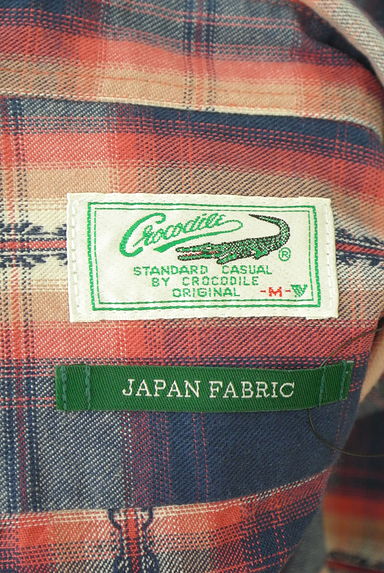 Crocodile
®
STANDARD CASUAL
BY CROCODILE
ORIGINAL -M-
JAPAN FABRIC